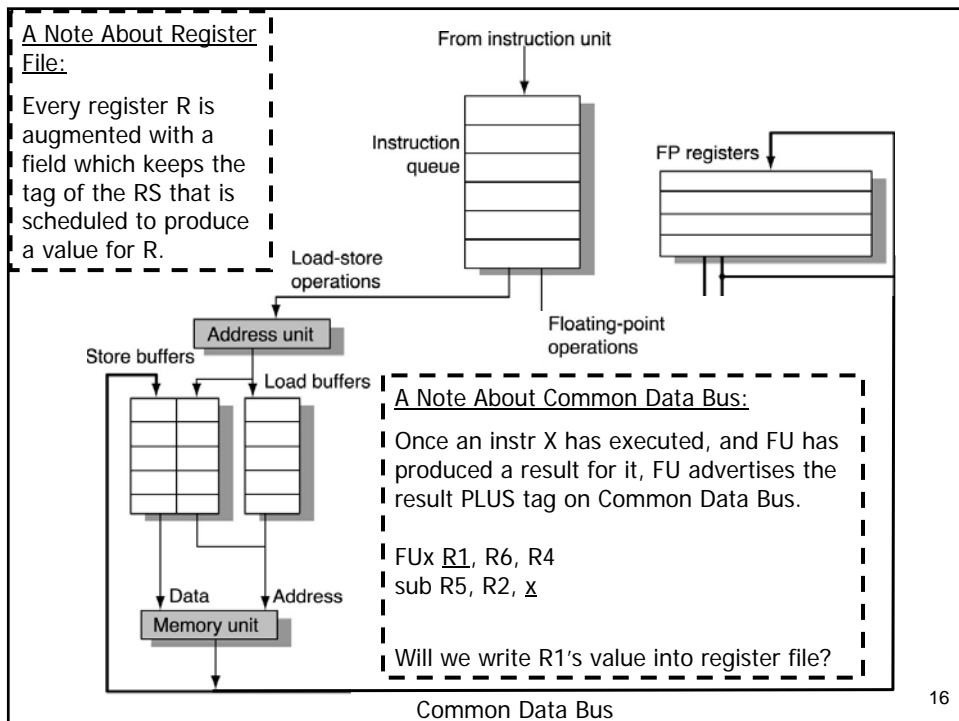 A Note About Register
File:
Every register R is
augmented with a
field which keeps the
tag of the RS that is
scheduled to produce
a value for R.
From instruction unit
Instruction
queue
FP registers
Load-store
operations
Floating-point
operations
Address unit
Store buffers
Load buffers
A Note About Common Data Bus:
Once an instr X has executed, and FU has
produced a result for it, FU advertises the
result PLUS tag on Common Data Bus.
FUx R1, R6, R4
sub R5, R2, x
Will we write R1’s value into register file?
Data
Address
Memory unit
Common Data Bus
16